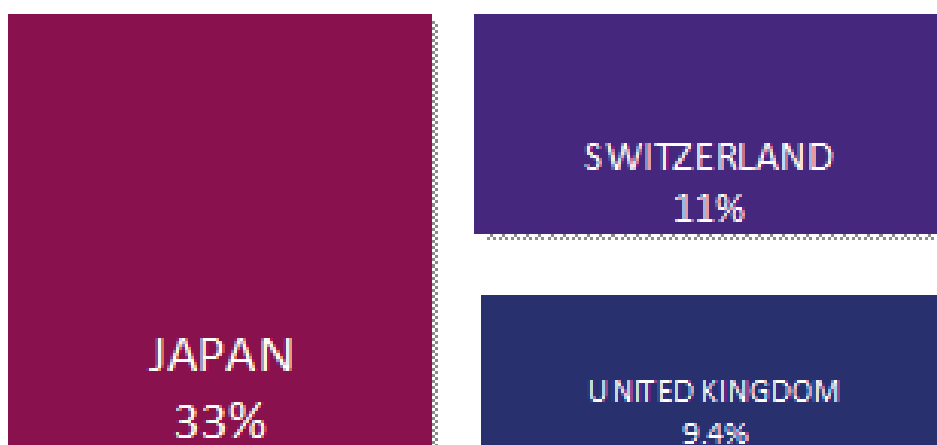 JAPAN
33%
SWITZERLAND
11%
UNITED KINGDOM
9.4%